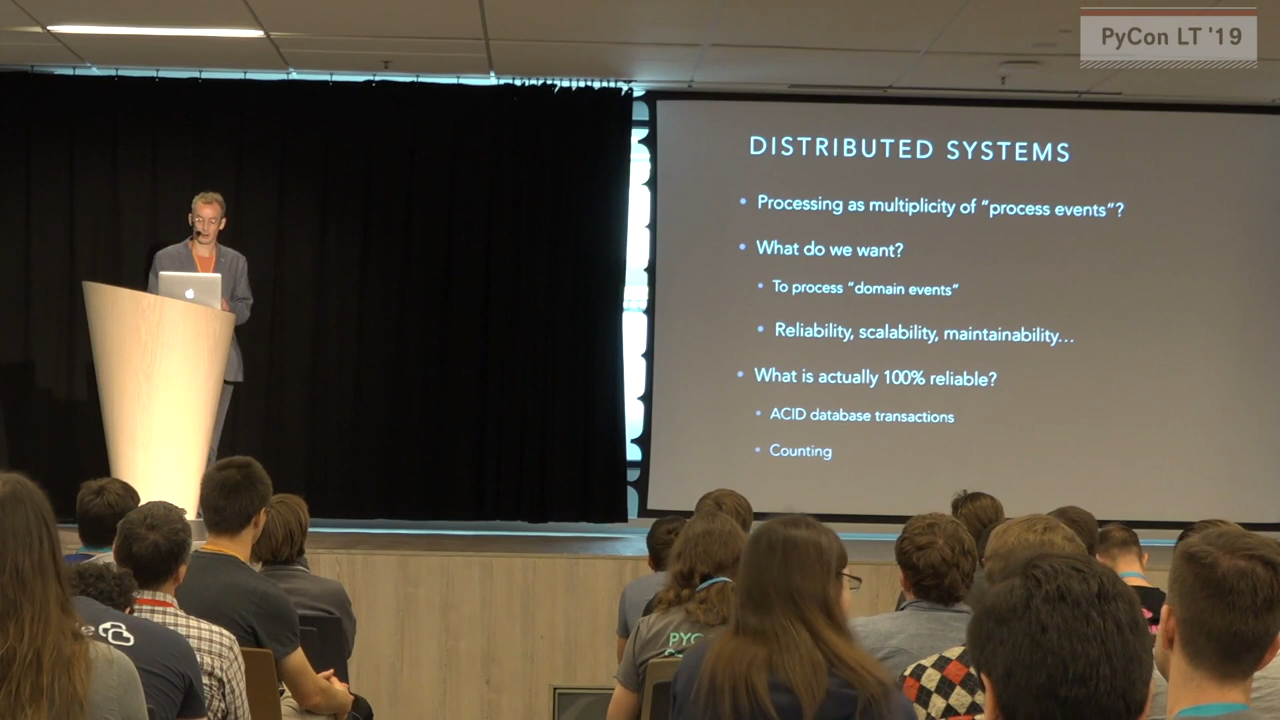 PyCon LT '19
DISTRIBUTED SYSTEMS
• Processing as multiplicity of “process events”?
• What do we want?
• To process “domain events”
• Reliability, scalability, maintainability...
• What is actually 100% reliable?
• ACID database transactions
• Counting
PYC
e